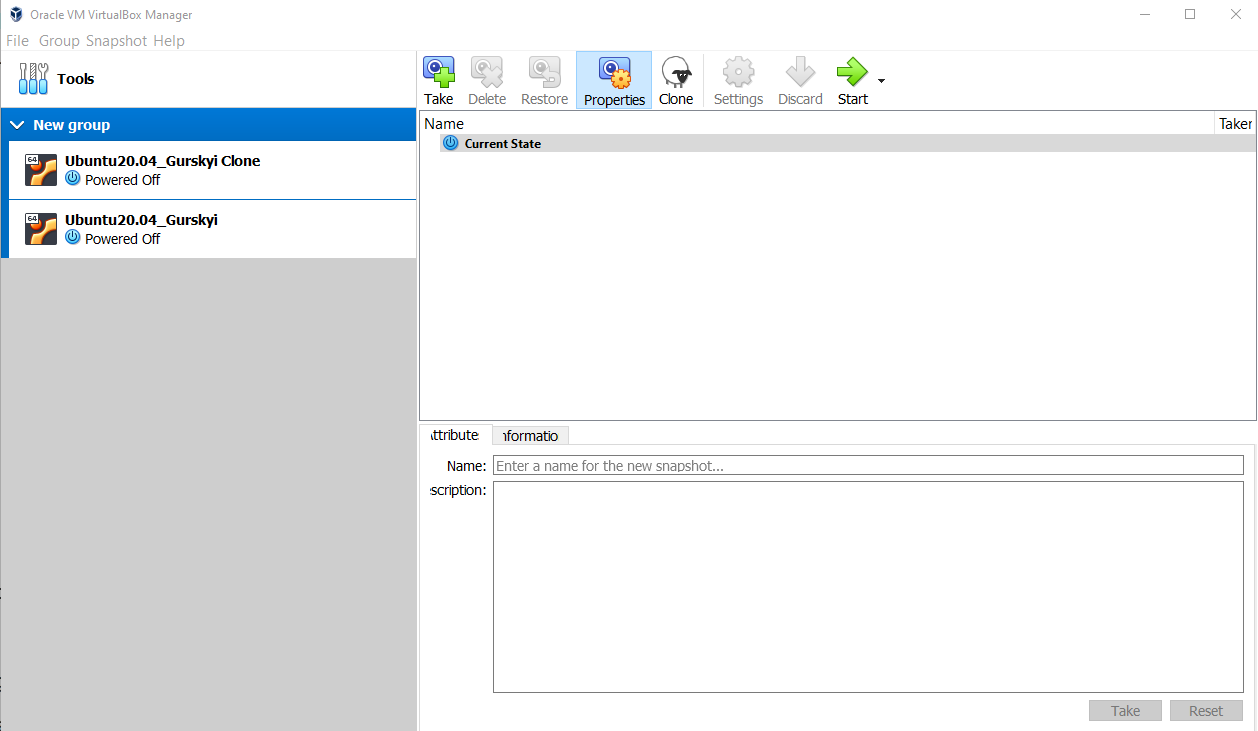 Oracle VM VirtualBox Manager
File Group Snapshot Help
Tools
Take Delete Restore Properties Clone Settings Discard Start
New group
64
Ubuntu20.04_Gurskyi Clone
Powered Off
64
Ubuntu20.04_Gurskyi
Powered Off
Name Taken
Current State
ttribute nformatio
Name: Enter a name for the new snapshot...
escription:
Take Reset